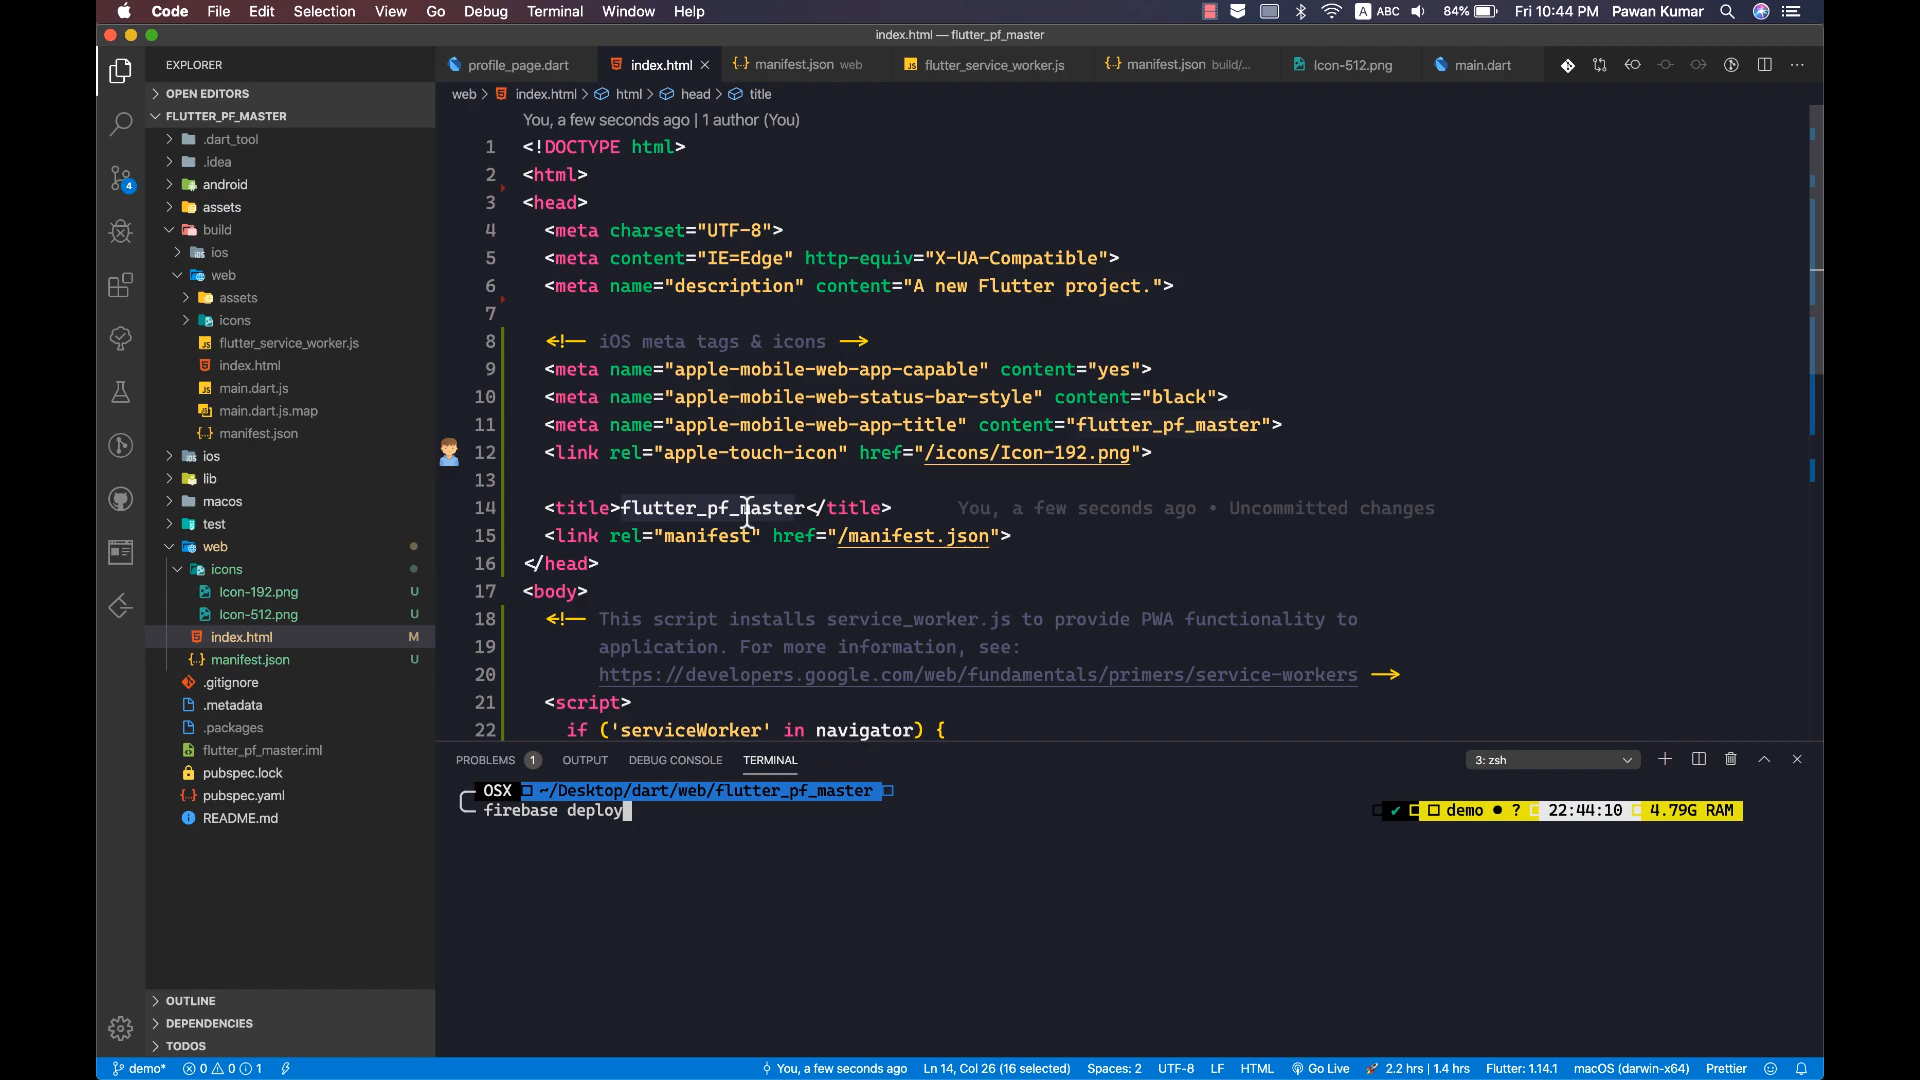 Code File Edit Selection View Go Debug Terminal Window Help
A ABC 84% Fri 10:44 PM Pawan Kumar
index.html — flutter_pf_master
EXPLORER
profile_page.dart
index.html
manifest.json web
flutter_service_worker.js
manifest.json build/...
Icon-512.png
main.dart
web > index.html > html > head > title
OPEN EDITORS
FLUTTER_PF_MASTER
.dart_tool
.idea
android
assets
build
ios
web
assets
icons
flutter_service_worker.js
index.html
main.dart.js
main.dart.js.map
manifest.json
ios
lib
macos
test
web
icons
Icon-192.png U
Icon-512.png U
index.html M
manifest.json U
.gitignore
.metadata
.packages
flutter_pf_master.iml
pubspec.lock
pubspec.yaml
README.md
OUTLINE
DEPENDENCIES
TODOS
4
You, a few seconds ago | 1 author (You)
1 <!DOCTYPE html>
2 <html>
3 <head>
4 <meta charset="UTF-8">
5 <meta content="IE=Edge" http-equiv="X-UA-Compatible">
6 <meta name="description" content="A new Flutter project.">
7
8 <!-- iOS meta tags & icons -->
9 <meta name="apple-mobile-web-app-capable" content="yes">
10 <meta name="apple-mobile-web-status-bar-style" content="black">
11 <meta name="apple-mobile-web-app-title" content="flutter_pf_master">
12 <link rel="apple-touch-icon" href="/icons/Icon-192.png">
13
14 <title>flutter_pf_master</title> You, a few seconds ago • Uncommitted changes
15 <link rel="manifest" href="/manifest.json">
16 </head>
17 <body>
18 <!-- This script installs service_worker.js to provide PWA functionality to
19 application. For more information, see:
20 https://developers.google.com/web/fundamentals/primers/service-workers -->
21 <script>
22 if ('serviceWorker' in navigator) {
PROBLEMS 1 OUTPUT DEBUG CONSOLE TERMINAL 3: zsh
OSX ~/Desktop/dart/web/flutter_pf_master
firebase deploy ✔ demo ● ? 22:44:10 4.79G RAM
demo* 0 0 1 You, a few seconds ago Ln 14, Col 26 (16 selected) Spaces: 2 UTF-8 LF HTML Go Live 2.2 hrs | 1.4 hrs Flutter: 1.14.1 macOS (darwin-x64) Prettier